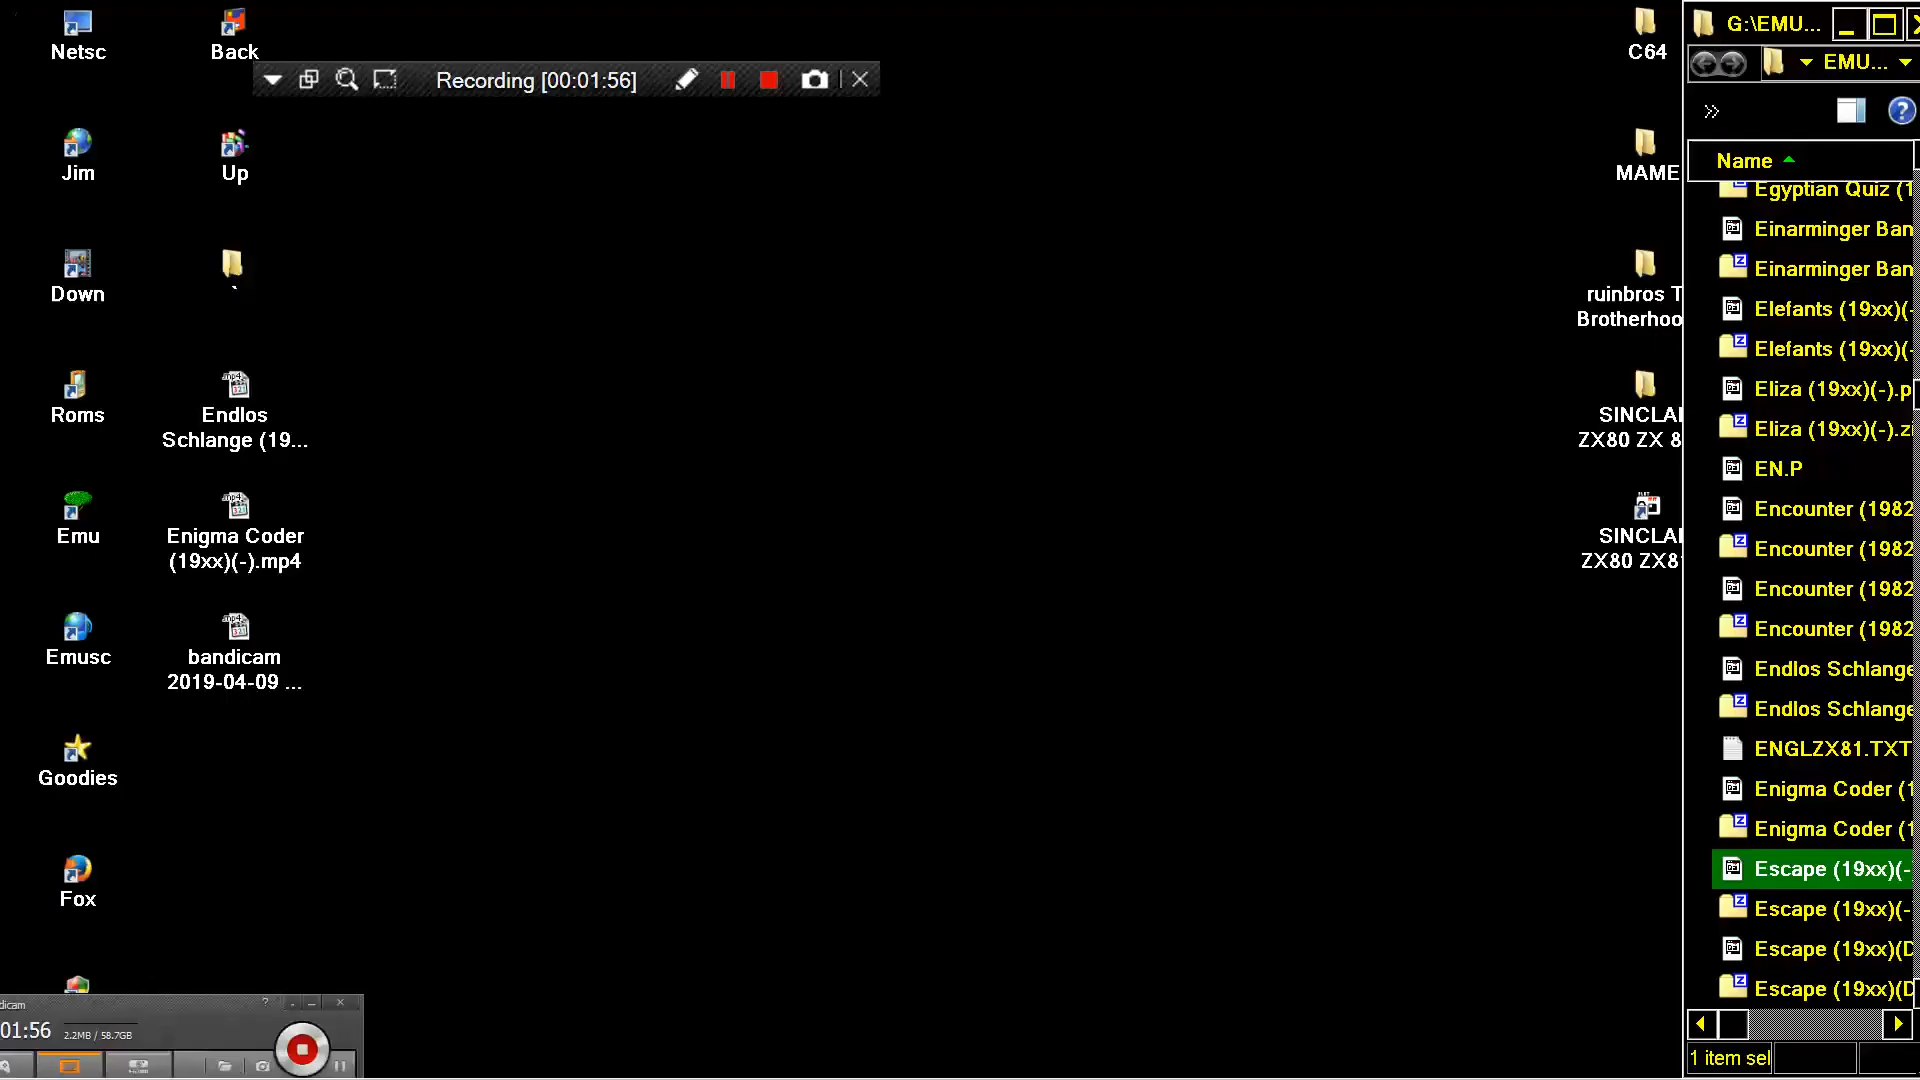 Netsc
Back
Recording [00:01:56]
Jim
Up
Down
`
Roms
Endlos
Schlange (19...
Emu
Enigma Coder
(19xx)(-).mp4
Emusc
bandicam
2019-04-09 ...
Goodies
Fox
dicam
?
01:56
2.2MB / 58.7GB
C64
MAME
ruinbros T
Brotherhoo
SINCLAI
ZX80 ZX 8
SINCLAI
ZX80 ZX8
G:\EMU...
EMU...
Name
Egyptian Quiz (1
Einarminger Ban
Einarminger Ban
Elefants (19xx)(-
Elefants (19xx)(-
Eliza (19xx)(-).p
Eliza (19xx)(-).z
EN.P
Encounter (1982
Encounter (1982
Encounter (1982
Encounter (1982
Endlos Schlange
Endlos Schlange
ENGLZX81.TXT
Enigma Coder (1
Enigma Coder (1
Escape (19xx)(-
Escape (19xx)(-
Escape (19xx)(D
Escape (19xx)(D
1 item sel